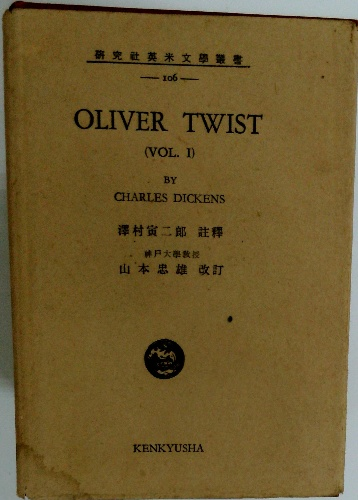 研究社英米文學叢書
106
OLIVER TWIST
(VOL. I)
BY
CHARLES DICKENS
澤村寅二郎 註釋
神戸大學教授
山本忠雄 改訂
KENKYUSHA